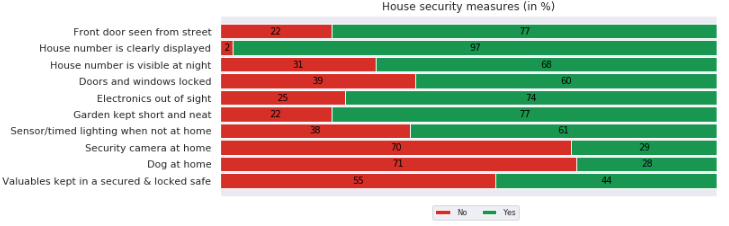 House security measures (in %)
Front door seen from street 22 77
House number is clearly displayed 2 97
House number is visible at night 31 68
Doors and windows locked 39 60
Electronics out of sight 25 74
Garden kept short and neat 22 77
Sensor/timed lighting when not at home 38 61
Security camera at home 70 29
Dog at home 71 28
Valuables kept in a secured & locked safe 55 44
No Yes